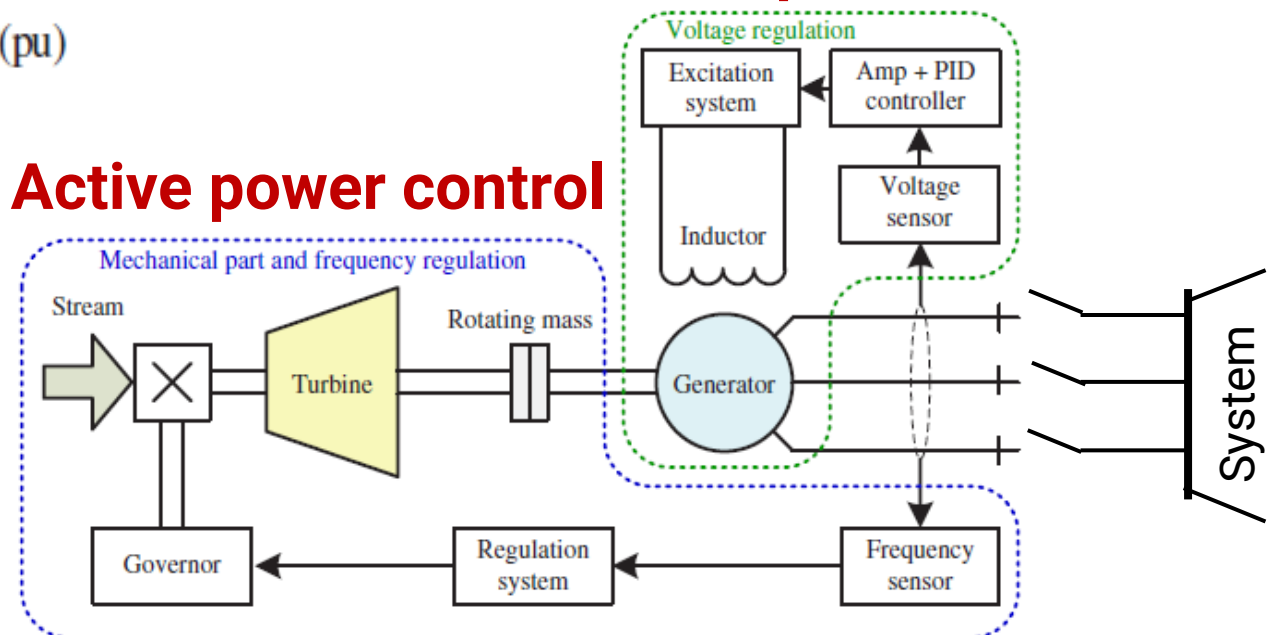 (pu)
Voltage regulation
Excitation
system
Amp + PID
controller
Active power control
Voltage
sensor
Inductor
Mechanical part and frequency regulation
Stream
Rotating mass
Turbine
Generator
System
Governor
Regulation
system
Frequency
sensor